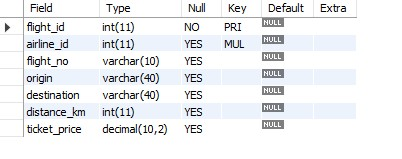 Field Type Null Key Default Extra
flight_id int(11) NO PRI NULL
airline_id int(11) YES MUL NULL
flight_no varchar(10) YES NULL
origin varchar(40) YES NULL
destination varchar(40) YES NULL
distance_km int(11) YES NULL
ticket_price decimal(10,2) YES NULL